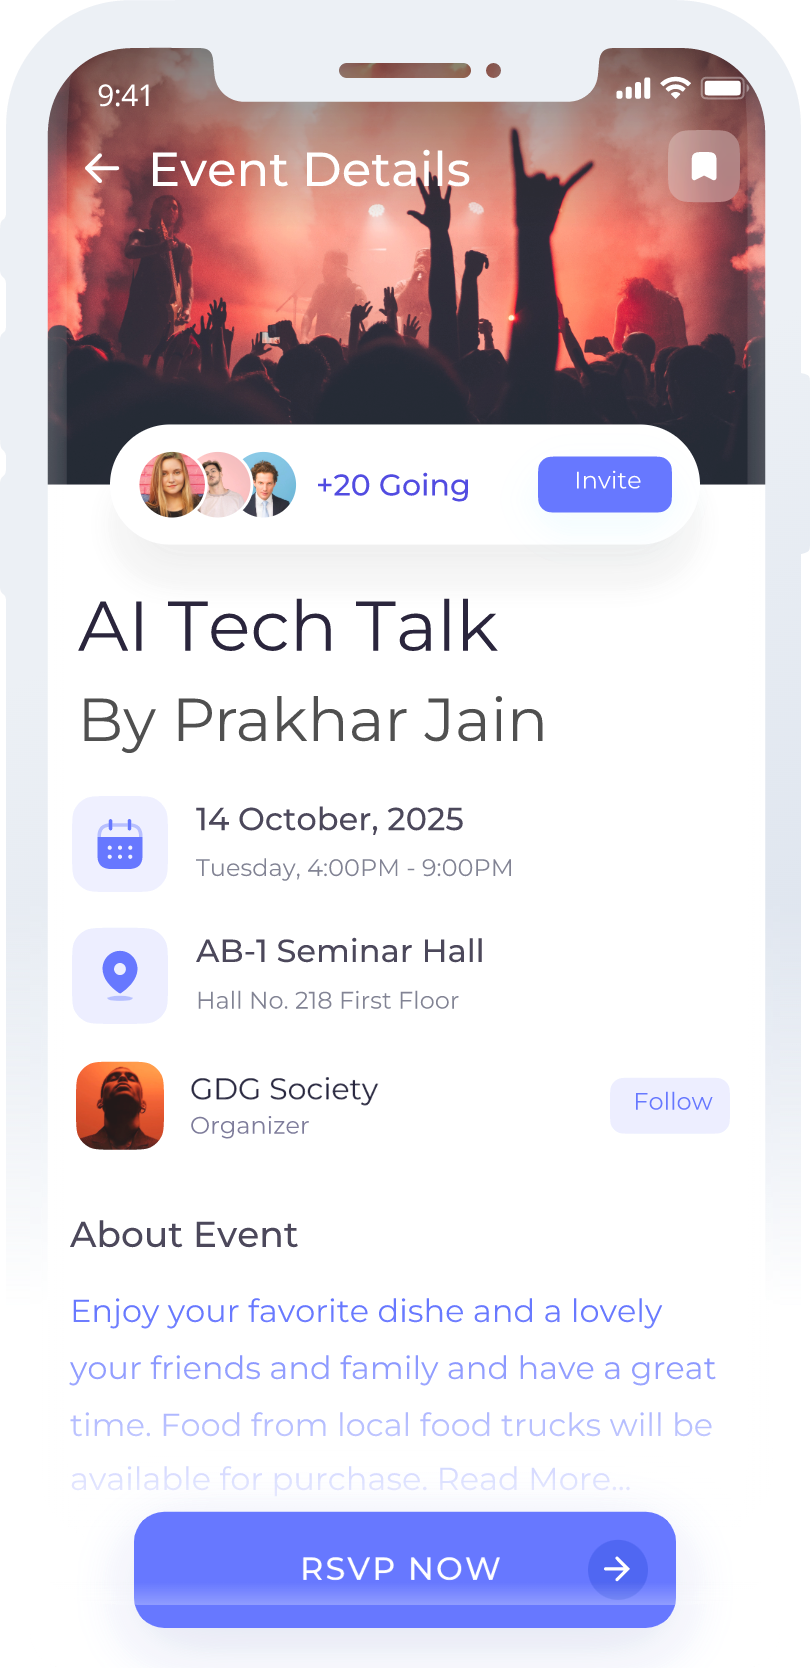 9:41
Event Details
+20 Going
Invite
AI Tech Talk
By Prakhar Jain
14 October, 2025
Tuesday, 4:00PM - 9:00PM
AB-1 Seminar Hall
Hall No. 218 First Floor
GDG Society
Organizer
Follow
About Event
Enjoy your favorite dishe and a lovely
your friends and family and have a great
time. Food from local food trucks will be
available for purchase. Read More...
RSVP NOW